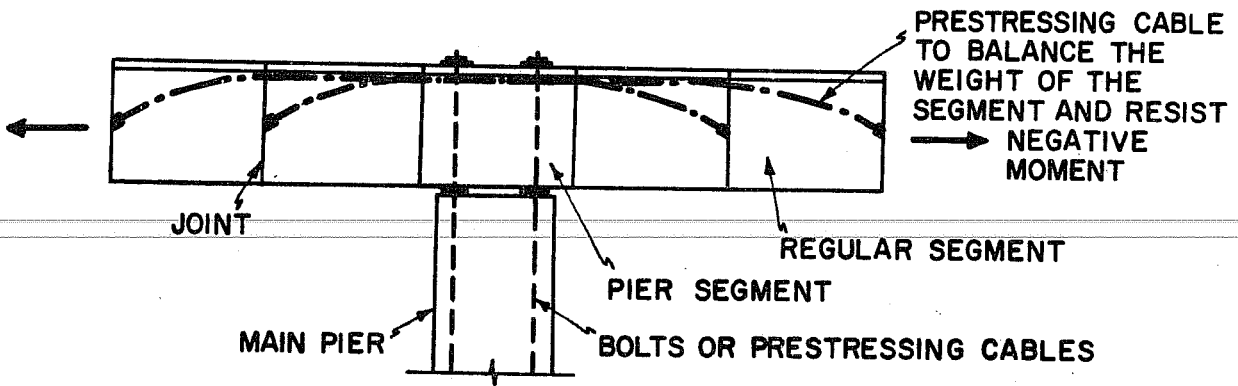 PRESTRESSING CABLE
TO BALANCE THE
WEIGHT OF THE
SEGMENT AND RESIST
NEGATIVE
MOMENT
JOINT
REGULAR SEGMENT
PIER SEGMENT
MAIN PIER
BOLTS OR PRESTRESSING CABLES